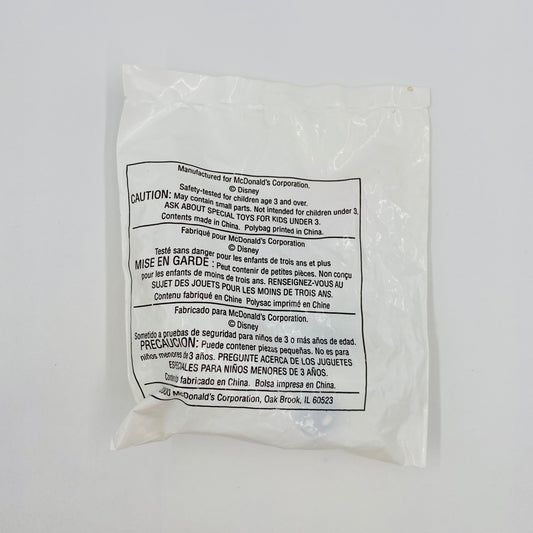 Manufactured for McDonald's Corporation.
© Disney
Safety-tested for children age 3 and over.
CAUTION: May contain small parts. Not intended for children under 3.
ASK ABOUT SPECIAL TOYS FOR KIDS UNDER 3.
Contents made in China. Polybag printed in China.
Fabriqué pour McDonald's Corporation
© Disney
Testé sans danger pour les enfants de trois ans et plus
MISE EN GARDE : Peut contenir de petites pièces. Non conçu
pour les enfants de moins de trois ans. RENSEIGNEZ-VOUS AU
SUJET DES JOUETS POUR LES MOINS DE TROIS ANS.
Contenu fabriqué en Chine Polysac imprimé en Chine
Fabricado para McDonald's Corporation.
© Disney
Sometido a pruebas de seguridad para niños de 3 o más años de edad.
PRECAUCION: Puede contener piezas pequeñas. No es para
niños menores de 3 años. PREGUNTE ACERCA DE LOS JUGUETES
ESPECIALES PARA NIÑOS MENORES DE 3 AÑOS.
Contenido fabricado en China. Bolsa impresa en China.
McDonald's Corporation, Oak Brook, IL 60523